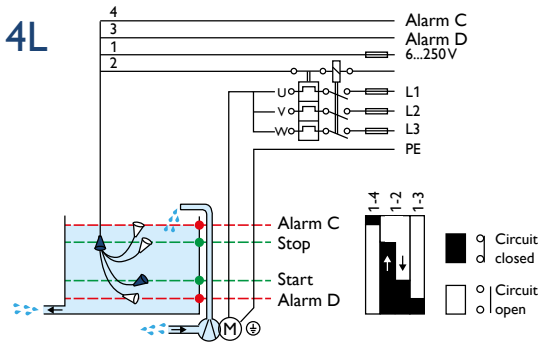 4L
4 Alarm C
3 Alarm D
1 6...250 V
2
U L1
V L2
W L3
PE
1-4 1-2 1-3
Alarm C
Stop
Start
Alarm D
M
Circuit
closed
Circuit
open